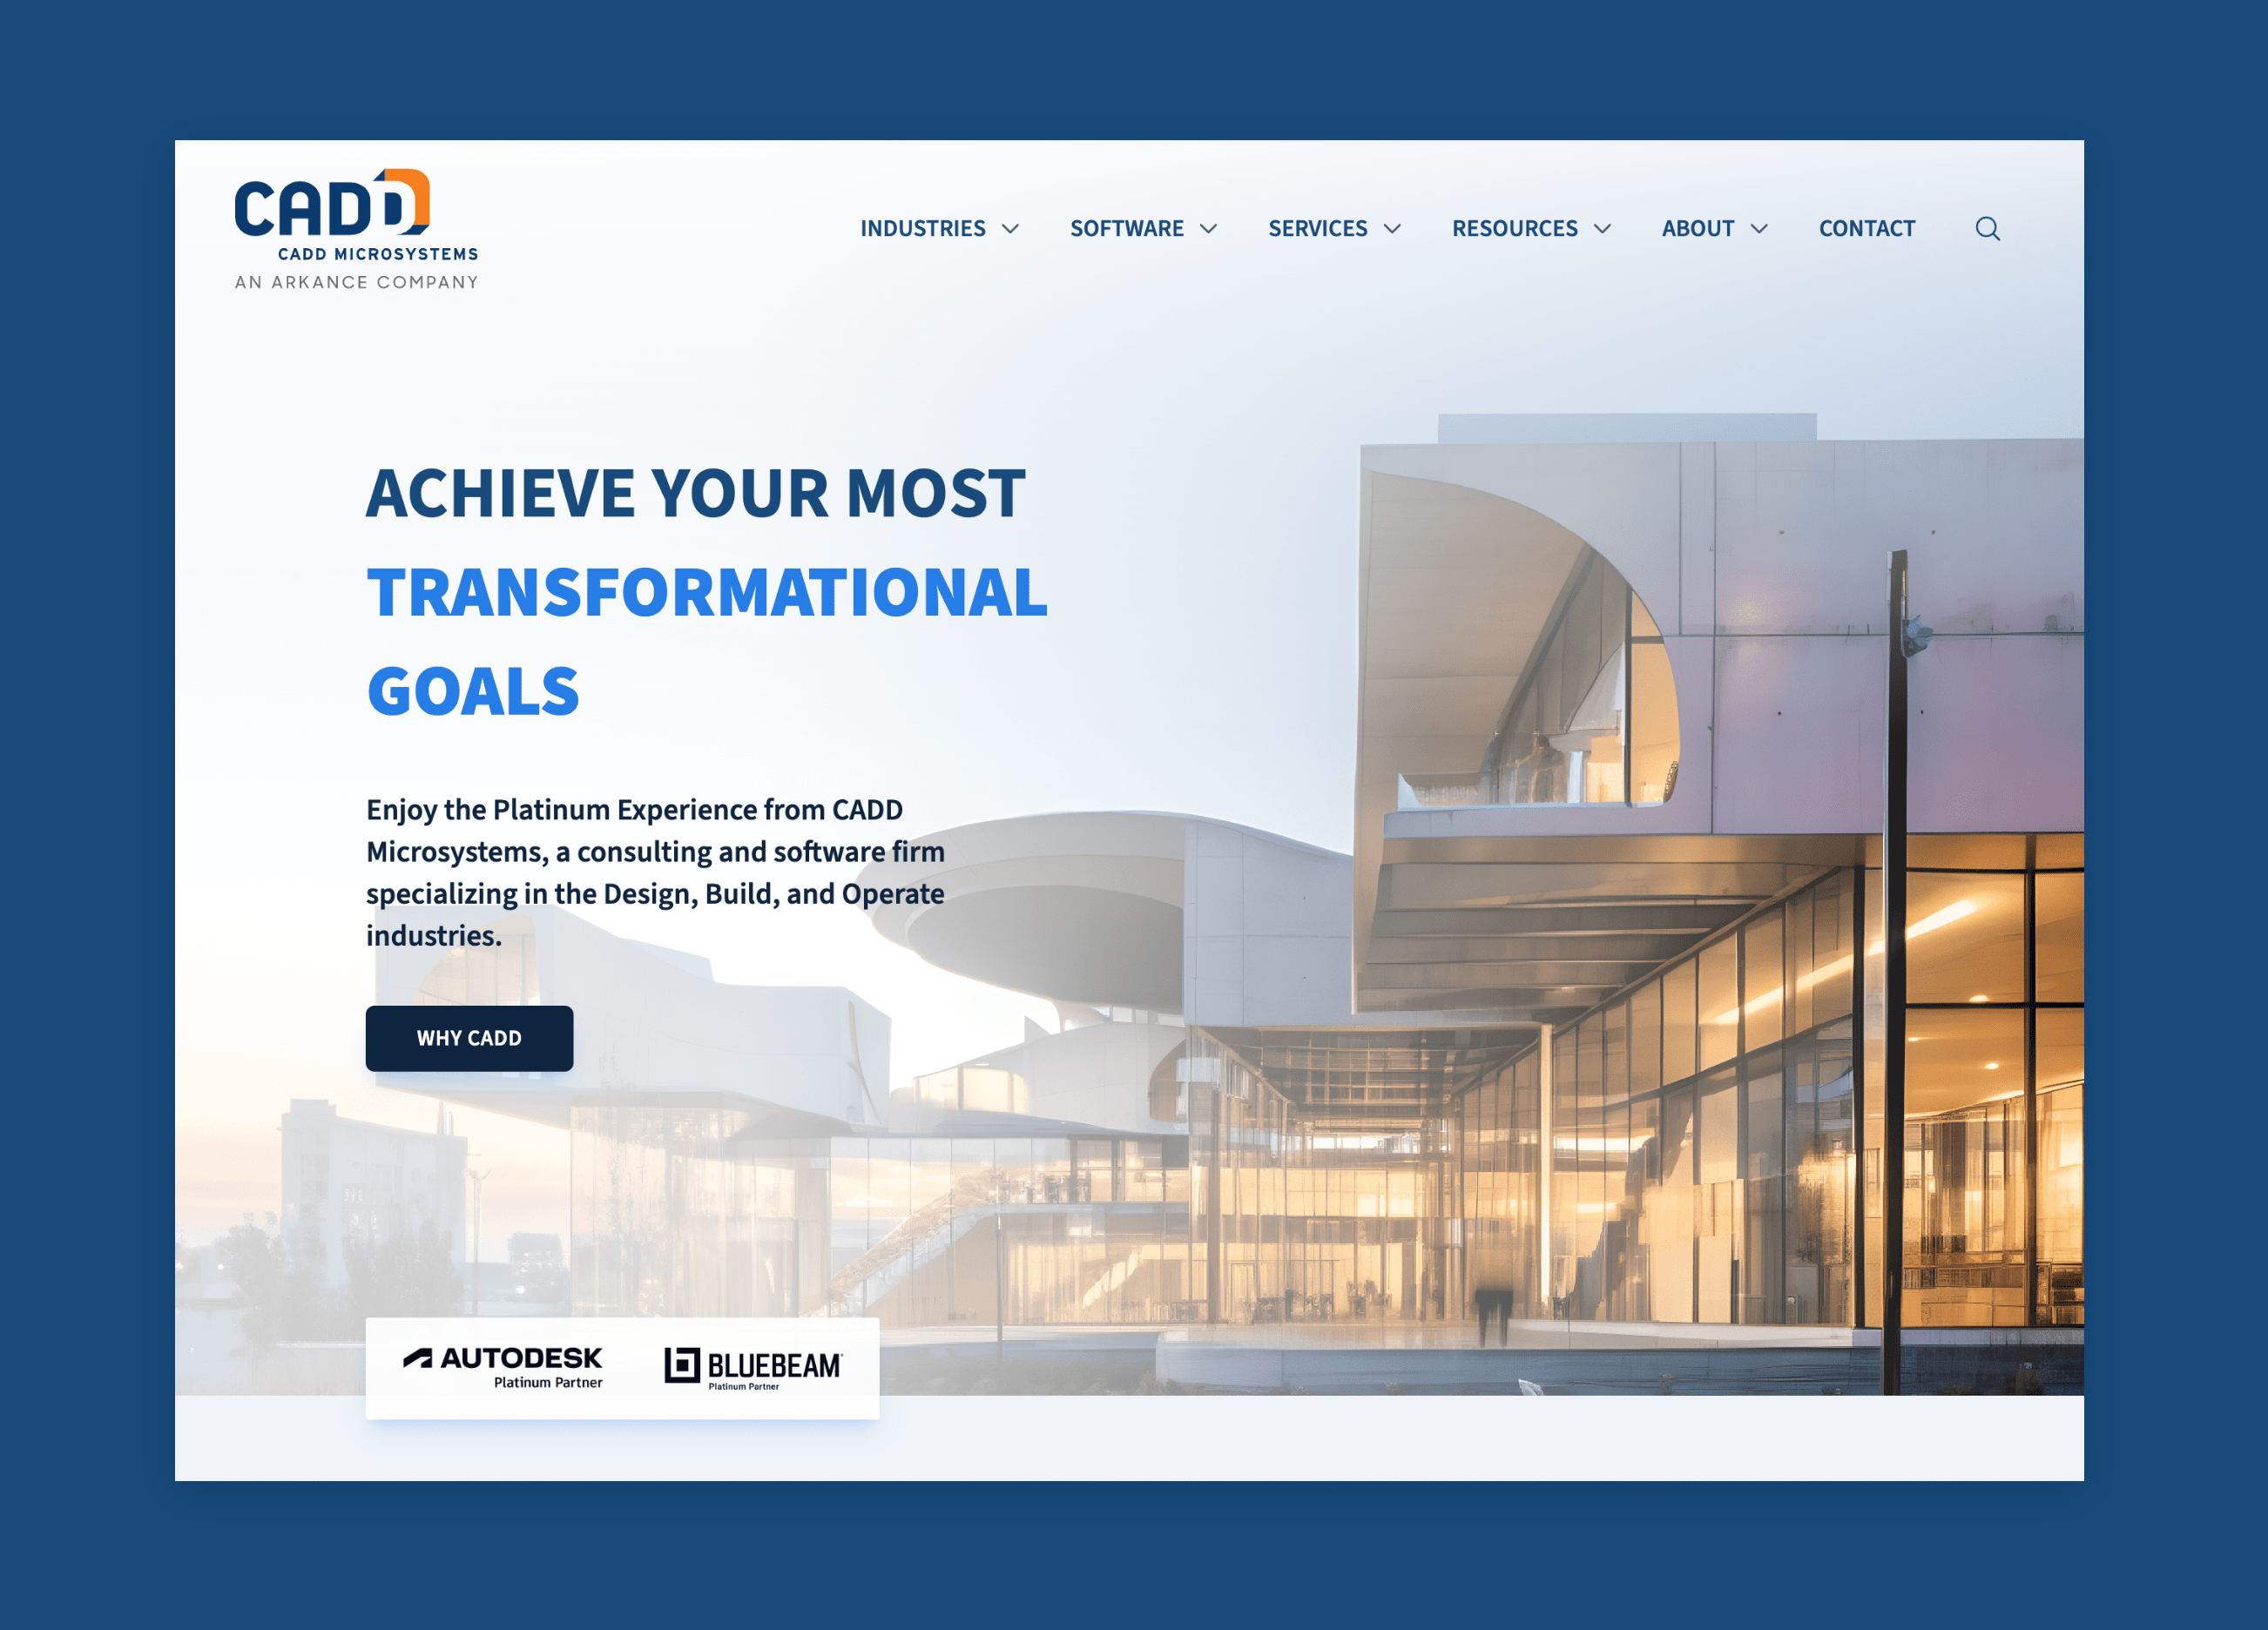 CADD
CADD MICROSYSTEMS
AN ARKANCE COMPANY
INDUSTRIES SOFTWARE SERVICES RESOURCES ABOUT CONTACT
ACHIEVE YOUR MOST
TRANSFORMATIONAL
GOALS
Enjoy the Platinum Experience from CADD
Microsystems, a consulting and software firm
specializing in the Design, Build, and Operate
industries.
WHY CADD
AUTODESK
Platinum Partner
BLUEBEAM
Platinum Partner